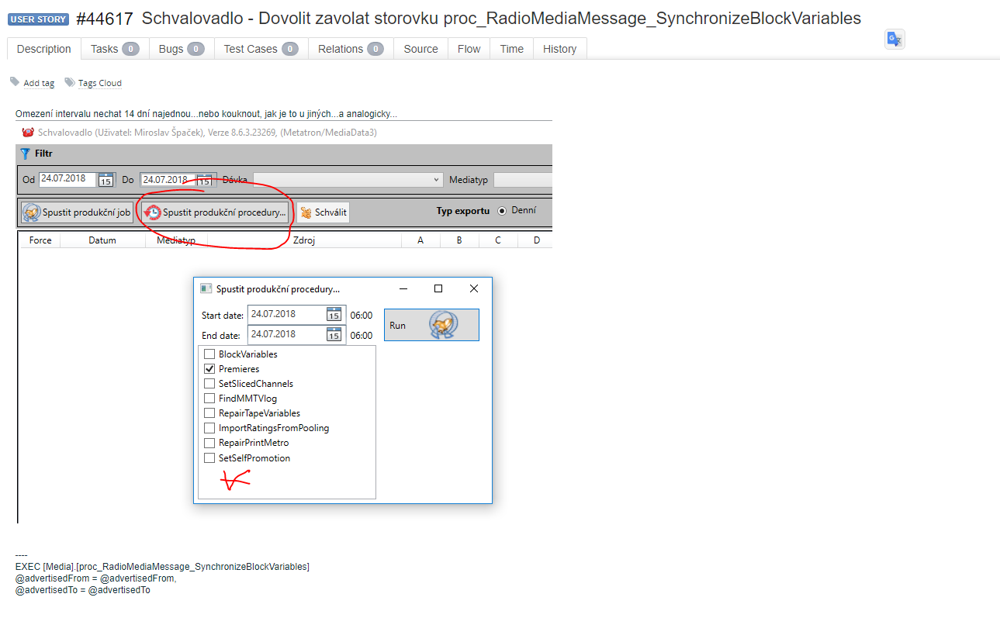 USER STORY #44617 Schvalovadlo - Dovolit zavolat storovku proc_RadioMediaMessage_SynchronizeBlockVariables
Description Tasks 0 Bugs 0 Test Cases 0 Relations 0 Source Flow Time History
Add tag Tags Cloud
Omezení intervalu nechat 14 dní najednou...nebo kouknout, jak je to u jiných...a analogicky...
Schvalovadlo (Uživatel: Miroslav Špaček), Verze 8.6.3.23269, (Metatron/MediaData3)
Filtr
Od 24.07.2018 15 Do 24.07.2018 15 Dávka Mediatyp
Spustit produkční job Spustit produkční procedury... Schválit Typ exportu Denní
Force Datum Mediatyp Zdroj A B C D
Spustit produkční procedury...
Start date: 24.07.2018 15 06:00 Run
End date: 24.07.2018 15 06:00
BlockVariables
Premieres
SetSlicedChannels
FindMMTVlog
RepairTapeVariables
ImportRatingsFromPooling
RepairPrintMetro
SetSelfPromotion
----
EXEC [Media].[proc_RadioMediaMessage_SynchronizeBlockVariables]
@advertisedFrom = @advertisedFrom,
@advertisedTo = @advertisedTo